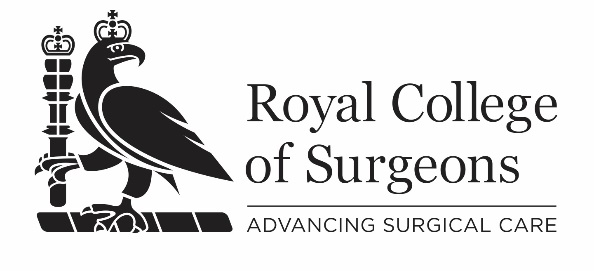 Royal College
of Surgeons
ADVANCING SURGICAL CARE